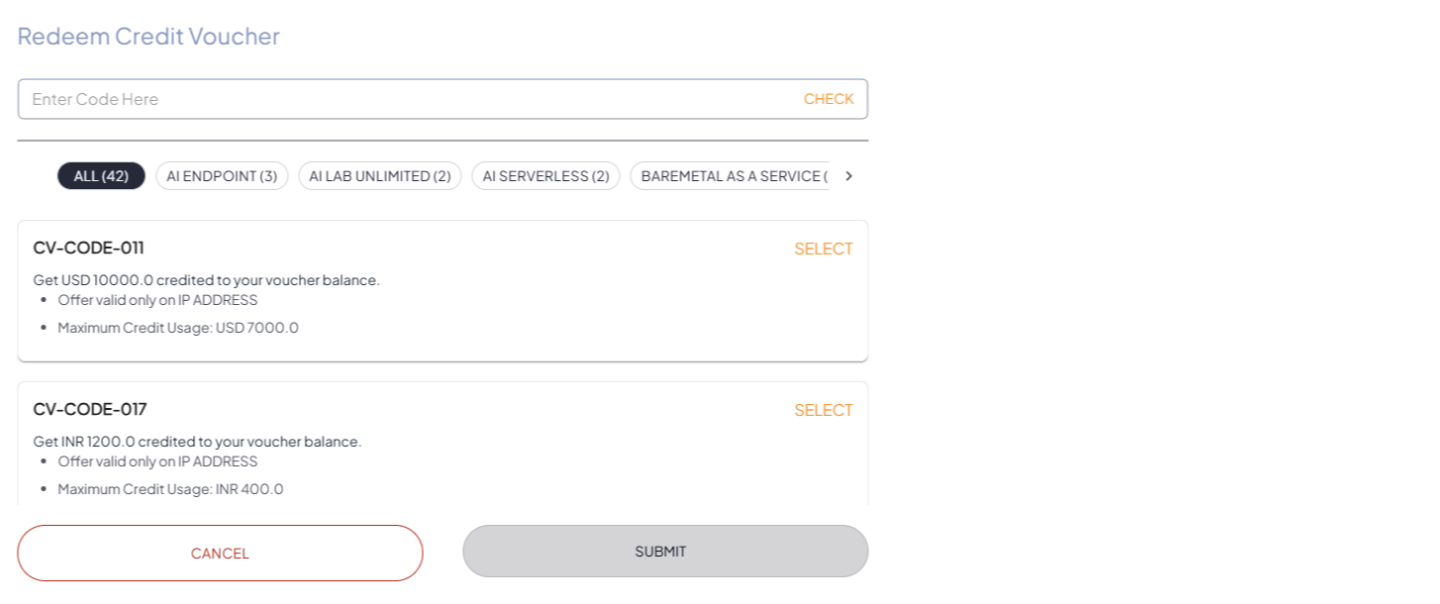 Redeem Credit Voucher
Enter Code Here CHECK
ALL (42) AI ENDPOINT (3) AI LAB UNLIMITED (2) AI SERVERLESS (2) BAREMETAL AS A SERVICE (
CV-CODE-011 SELECT
Get USD 10000.0 credited to your voucher balance.
• Offer valid only on IP ADDRESS
• Maximum Credit Usage: USD 7000.0
CV-CODE-017 SELECT
Get INR 1200.0 credited to your voucher balance.
• Offer valid only on IP ADDRESS
• Maximum Credit Usage: INR 400.0
CANCEL SUBMIT